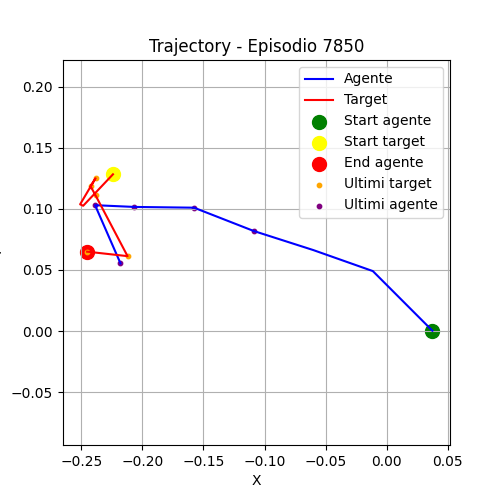 Trajectory - Episodio 7850
Agente
Target
Start agente
Start target
End agente
Ultimi target
Ultimi agente
0.20
0.15
0.10
0.05
0.00
−0.05
−0.25
−0.20
−0.15
−0.10
−0.05
0.00
0.05
X